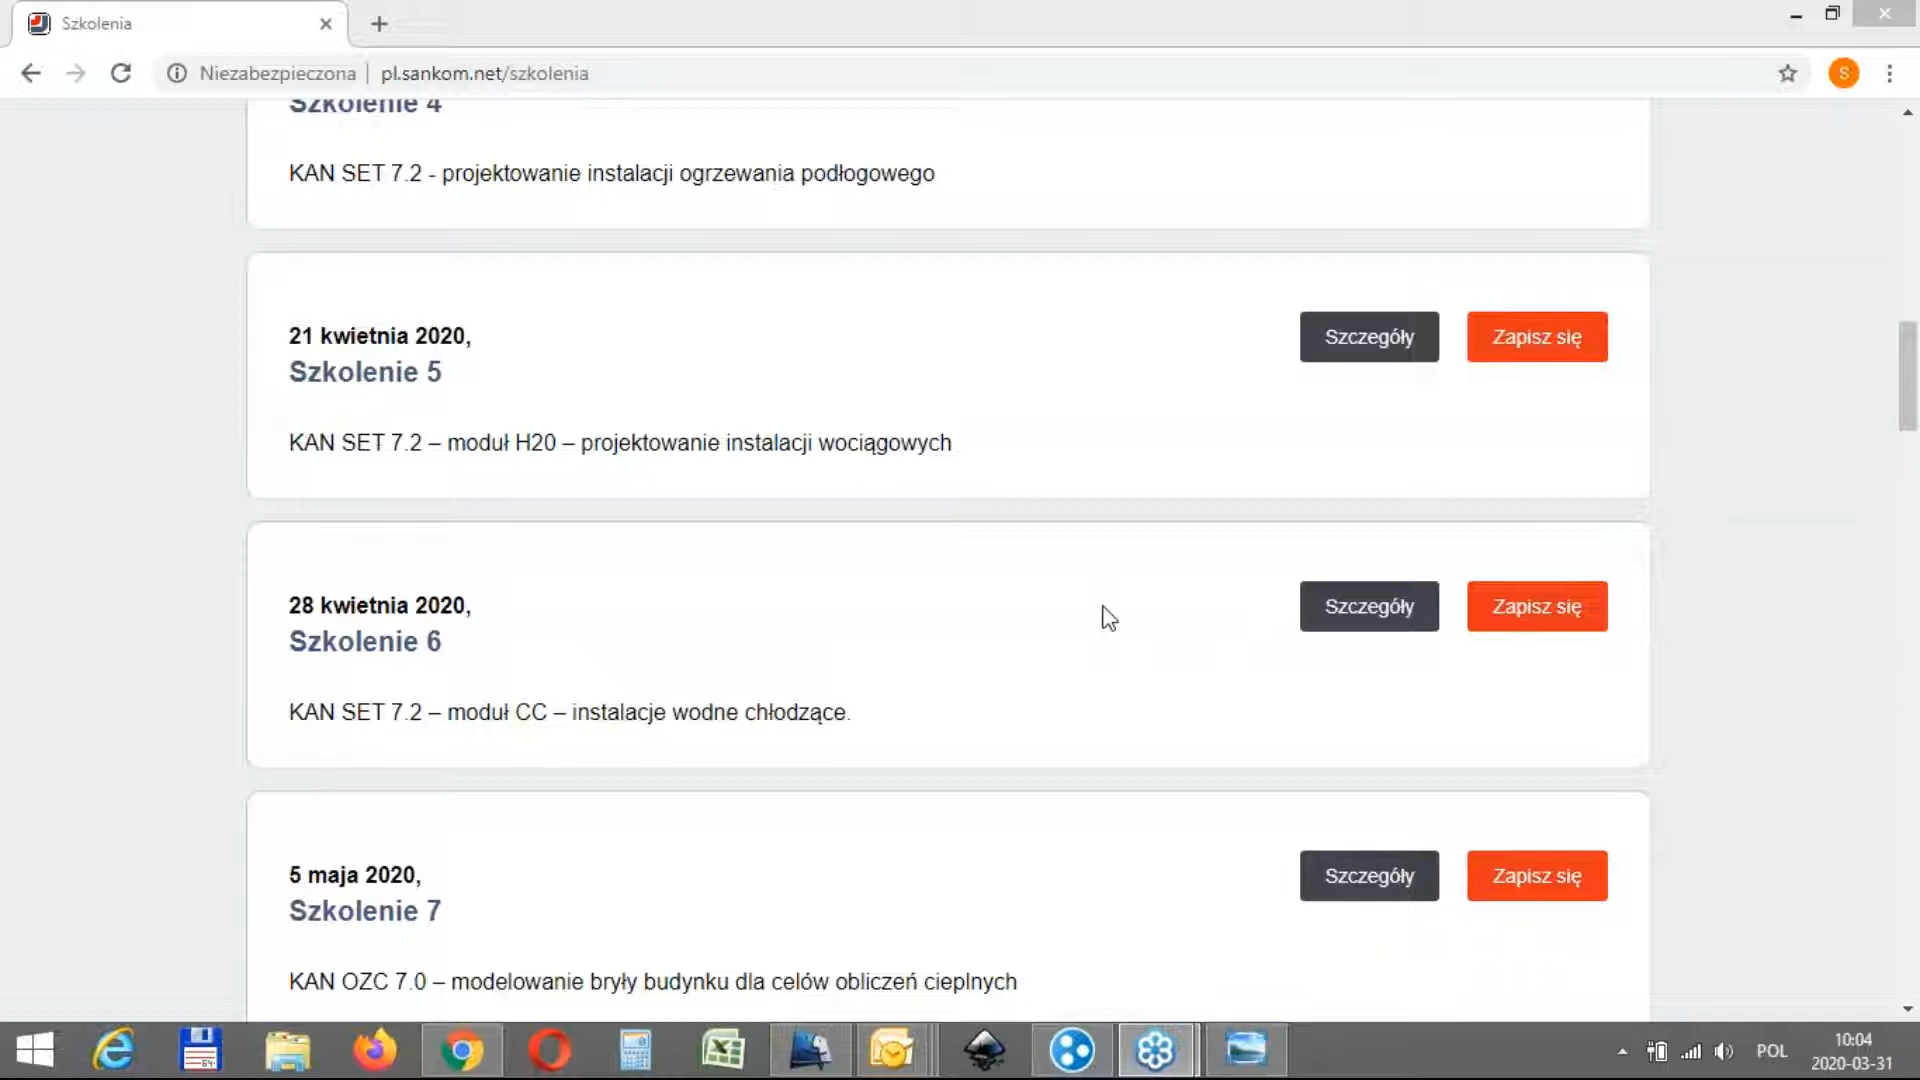 Szkolenia
Niezabezpieczona | pl.sankom.net/szkolenia
S
Szkolenie 4
KAN SET 7.2 - projektowanie instalacji ogrzewania podłogowego
21 kwietnia 2020,
Szczegóły
Zapisz się
Szkolenie 5
KAN SET 7.2 – moduł H20 – projektowanie instalacji wociągowych
28 kwietnia 2020,
Szczegóły
Zapisz się
Szkolenie 6
KAN SET 7.2 – moduł CC – instalacje wodne chłodzące.
5 maja 2020,
Szczegóły
Zapisz się
Szkolenie 7
KAN OZC 7.0 – modelowanie bryły budynku dla celów obliczeń cieplnych
POL
10:04
2020-03-31